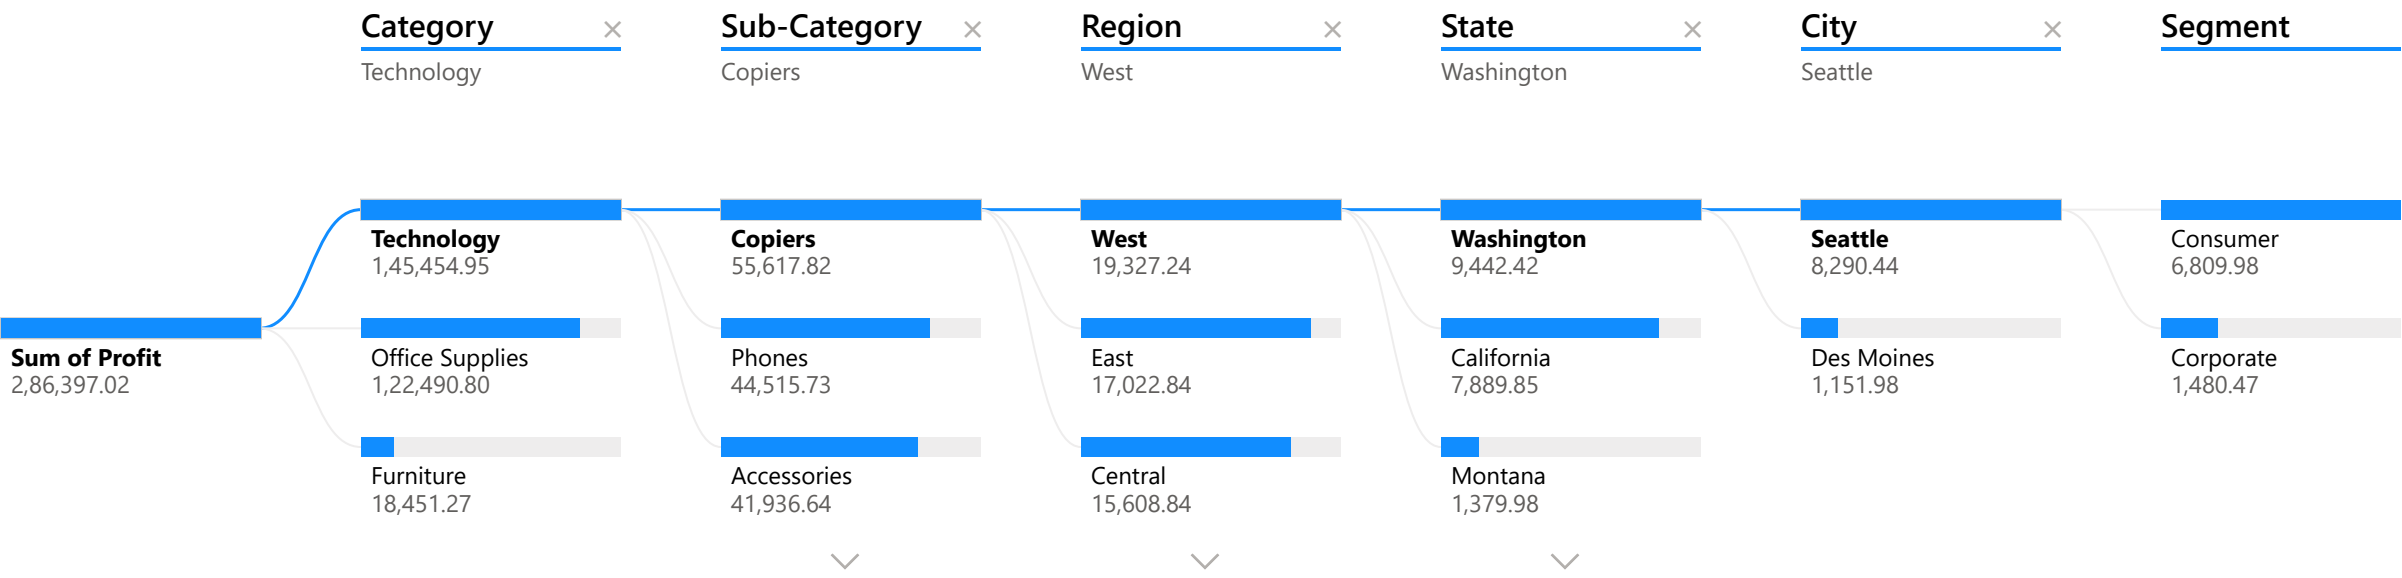 Category
Sub-Category
Region
State
City
Segment
Technology
Copiers
West
Washington
Seattle
Technology
1,45,454.95
Copiers
55,617.82
West
19,327.24
Washington
9,442.42
Seattle
8,290.44
Consumer
6,809.98
Sum of Profit
2,86,397.02
Office Supplies
1,22,490.80
Phones
44,515.73
East
17,022.84
California
7,889.85
Des Moines
1,151.98
Corporate
1,480.47
Furniture
18,451.27
Accessories
41,936.64
Central
15,608.84
Montana
1,379.98